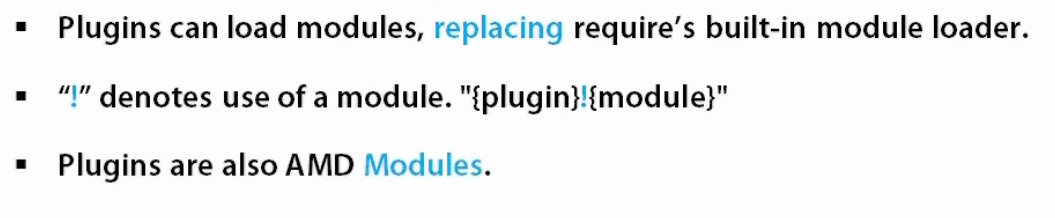 ▪ Plugins can load modules, replacing require’s built-in module loader.
▪ “!” denotes use of a module. "{plugin}!{module}"
▪ Plugins are also AMD Modules.